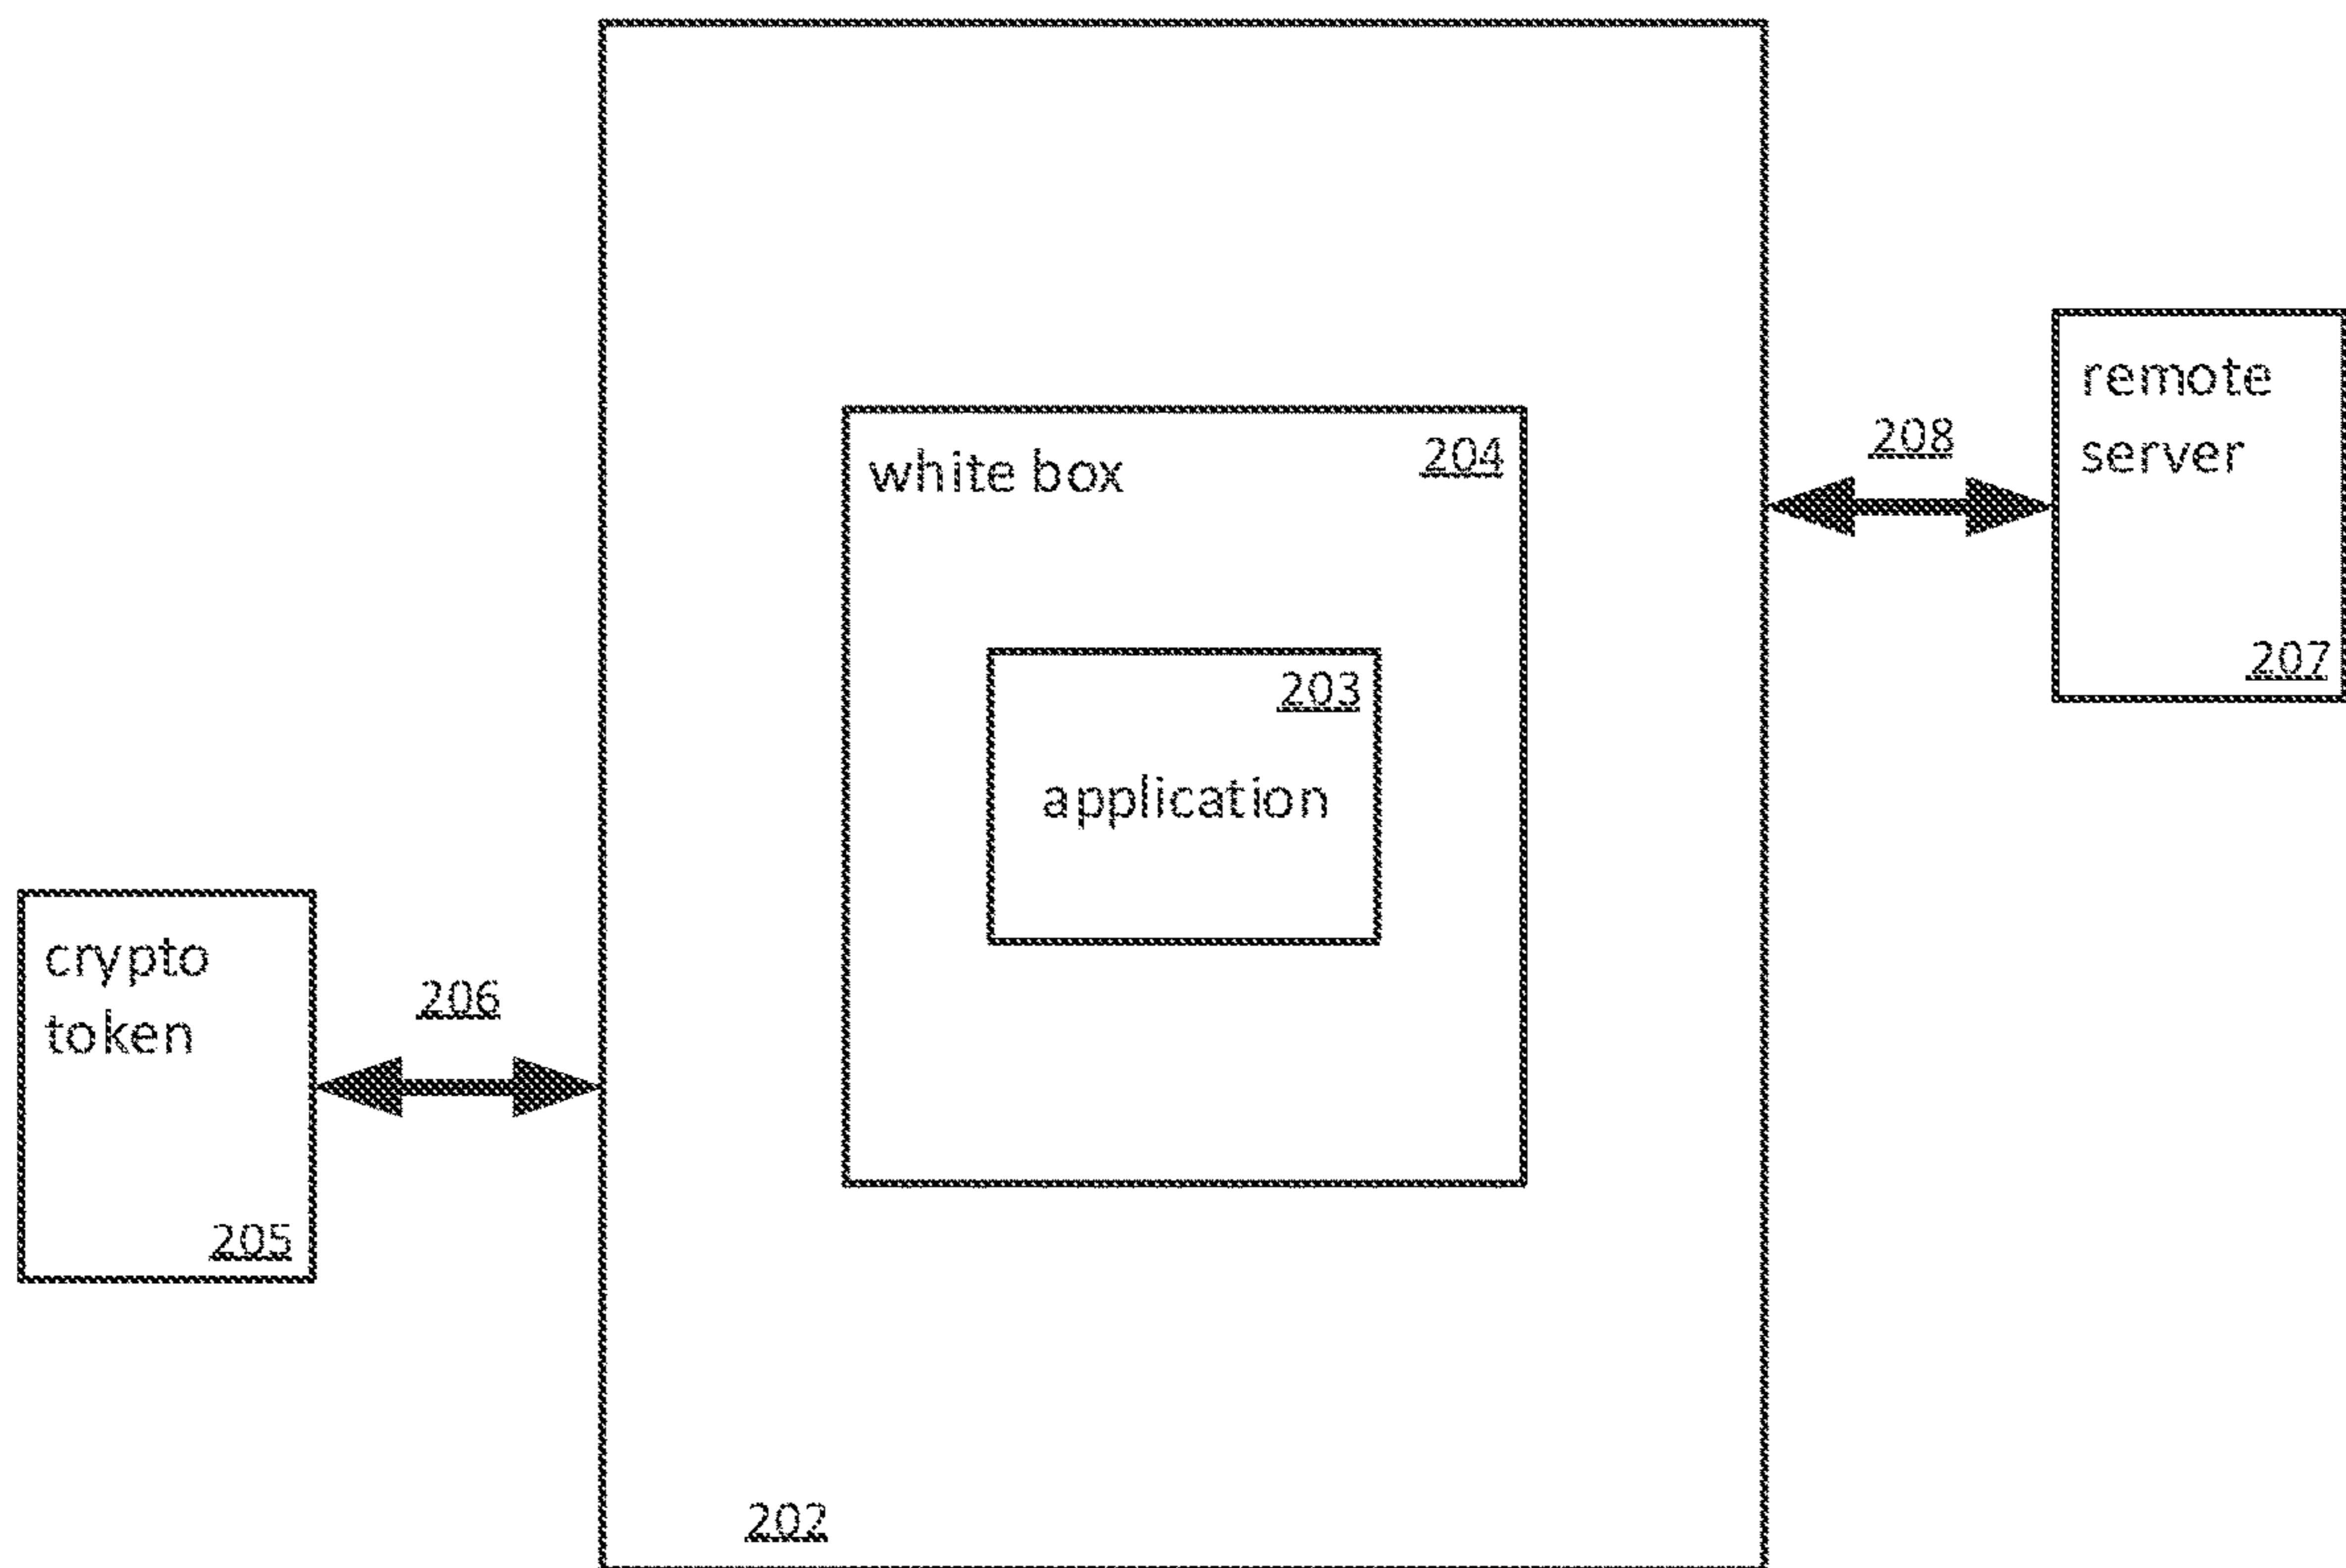 white box
204
203
application
crypto
token
205
206
208
remote
server
207
202